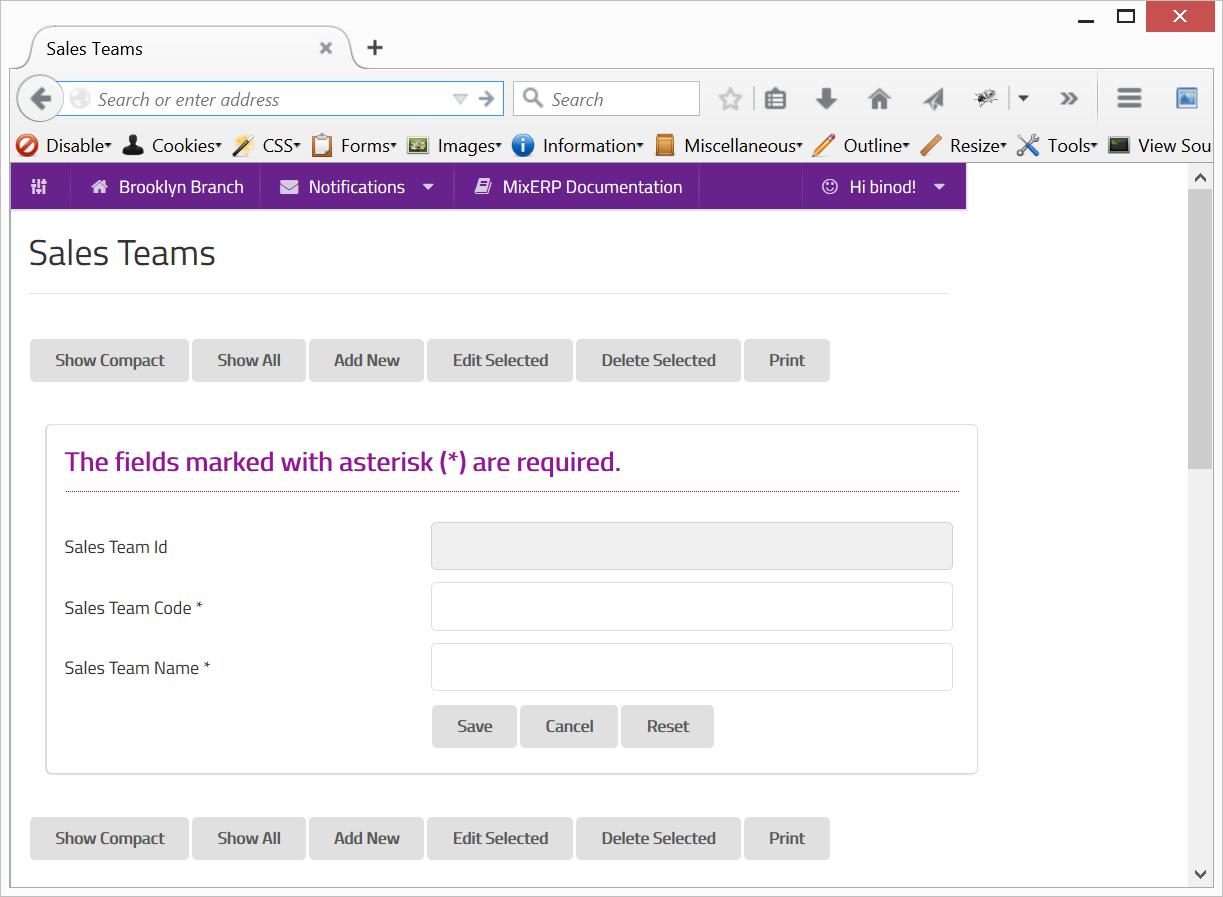 Sales Teams
Search or enter address
Search
Disable Cookies CSS Forms Images Information Miscellaneous Outline Resize Tools View Sou
Brooklyn Branch Notifications MixERP Documentation Hi binod!
Sales Teams
Show Compact Show All Add New Edit Selected Delete Selected Print
The fields marked with asterisk (*) are required.
Sales Team Id
Sales Team Code *
Sales Team Name *
Save Cancel Reset
Show Compact Show All Add New Edit Selected Delete Selected Print